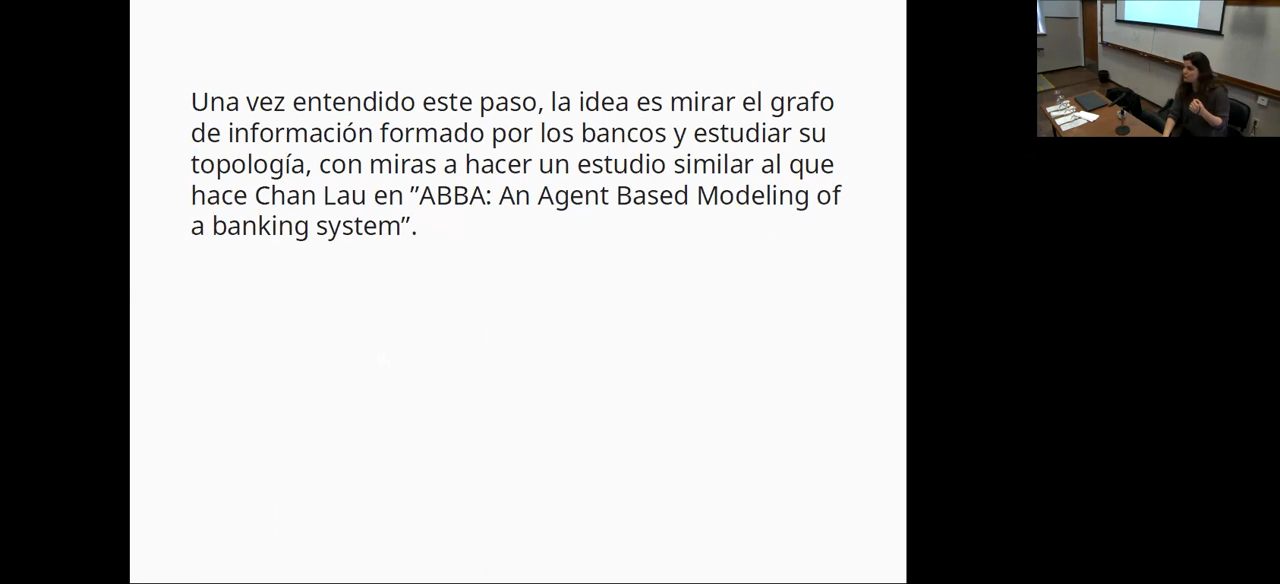 Una vez entendido este paso, la idea es mirar el grafo
de información formado por los bancos y estudiar su
topología, con miras a hacer un estudio similar al que
hace Chan Lau en ”ABBA: An Agent Based Modeling of
a banking system”.